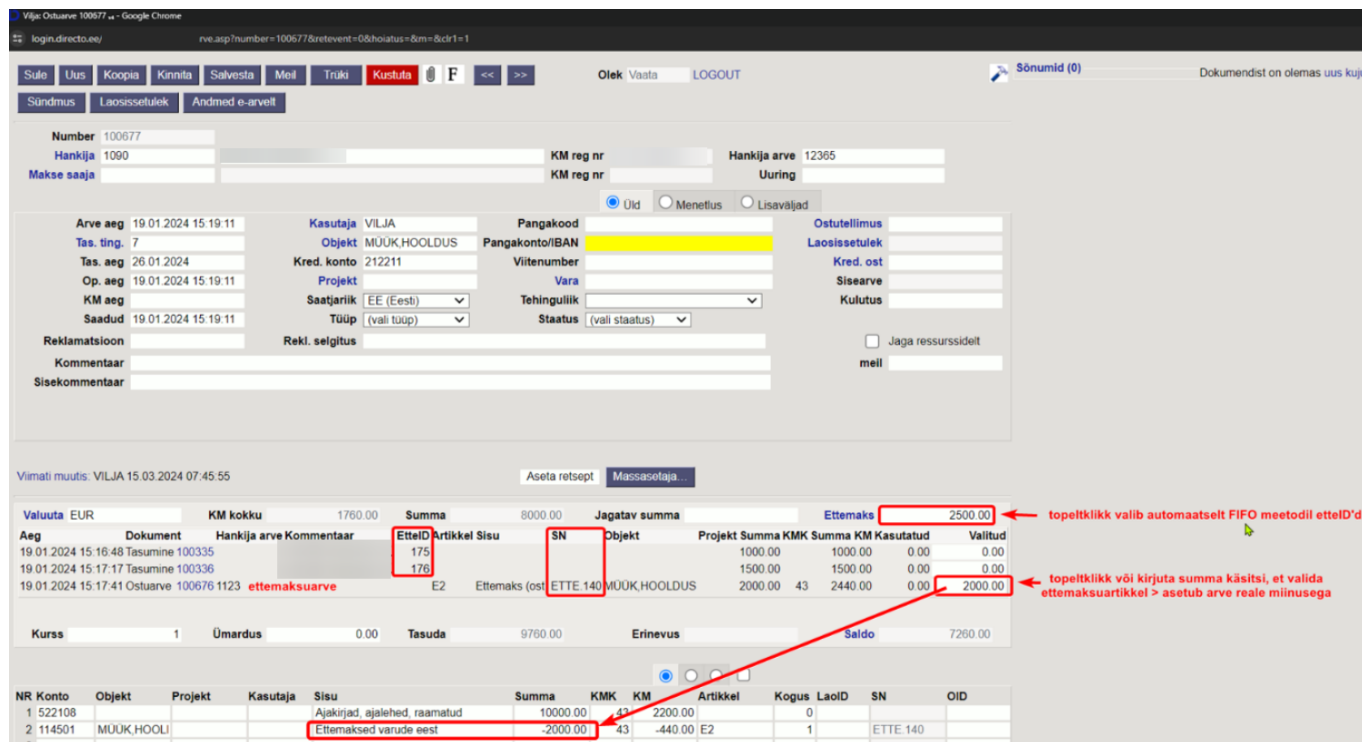 Vilja: Ostuarve 100677 - Google Chrome
login.directo.ee/ rve.asp?number=100677&retevent=0&hoiatus=&m=&clr1=1
Sule Uus Koopia Kinnita Salvesta Meil Trüki Kustuta F << >> Olek Vaata LOGOUT Sõnumid (0) Dokumendist on olemas uus kuju
Sündmus Laosissetulek Andmed e-arvelt
Number 100677
Hankija 1090 KM reg nr Hankija arve 12365
Makse saaja KM reg nr Uuring
Üld Menetlus Lisaväljad
Arve aeg 19.01.2024 15:19:11 Kasutaja VILJA Pangakood Ostutellimus
Tas. ting. 7 Objekt MÜÜK,HOOLDUS Pangakonto/IBAN Laosissetulek
Tas. aeg 26.01.2024 Kred. konto 212211 Viitenumber Kred. ost
Op. aeg 19.01.2024 15:19:11 Projekt Vara Sisearve
KM aeg Saatjariik EE (Eesti) Tehinguliik Kulutus
Saadud 19.01.2024 15:19:11 Tüüp (vali tüüp) Staatus (vali staatus)
Reklamatsioon Rekl. selgitus Jaga ressurssidelt
Kommentaar meil
Sisekommentaar
Viimati muutis: VILJA 15.03.2024 07:45:55 Aseta retsept Massasetaja...
Valuuta EUR KM kokku 1760.00 Summa 8000.00 Jagatav summa Ettemaks 2500.00 topeltklikk valib automaatselt FIFO meetodil etteID'd
Aeg Dokument Hankija arve Kommentaar EtteID Artikkel Sisu SN Objekt Projekt Summa KMK Summa KM Kasutatud Valitud
19.01.2024 15:16:48 Tasumine 100335 175 1000.00 1000.00 0.00 0.00
19.01.2024 15:17:17 Tasumine 100336 176 1500.00 1500.00 0.00 0.00
19.01.2024 15:17:41 Ostuarve 100676 1123 ettemaksuarve E2 Ettemaks (ost ETTE.140 MÜÜK,HOOLDUS 2000.00 43 2440.00 0.00 2000.00
topeltklikk või kirjuta summa käsitsi, et valida
ettemaksuartikkel > asetub arve reale miinusega
Kurss 1 Ümardus 0.00 Tasuda 9760.00 Erinevus Saldo 7260.00
NR Konto Objekt Projekt Kasutaja Sisu Summa KMK KM Artikkel Kogus LaoID SN OID
1 522108 Ajakirjad, ajalehed, raamatud 10000.00 43 2200.00 0
2 114501 MÜÜK,HOOLI Ettemaksed varude eest -2000.00 43 -440.00 E2 1 ETTE.140